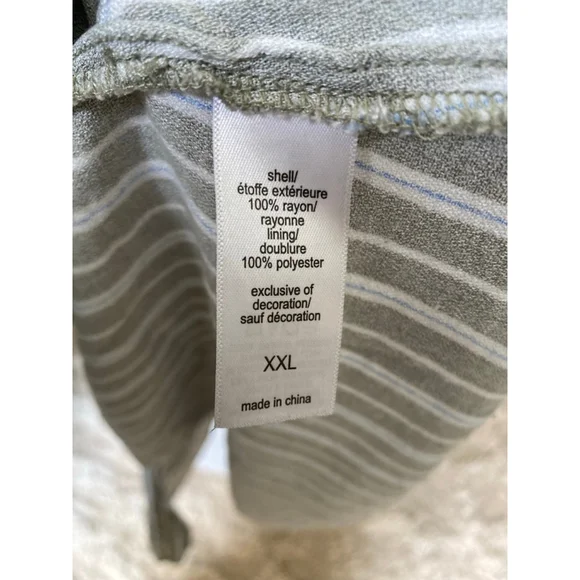 shell/
étoffe extérieure
100% rayon/
rayonne
lining/
doublure
100% polyester
exclusive of
decoration/
sauf décoration
XXL
made in china